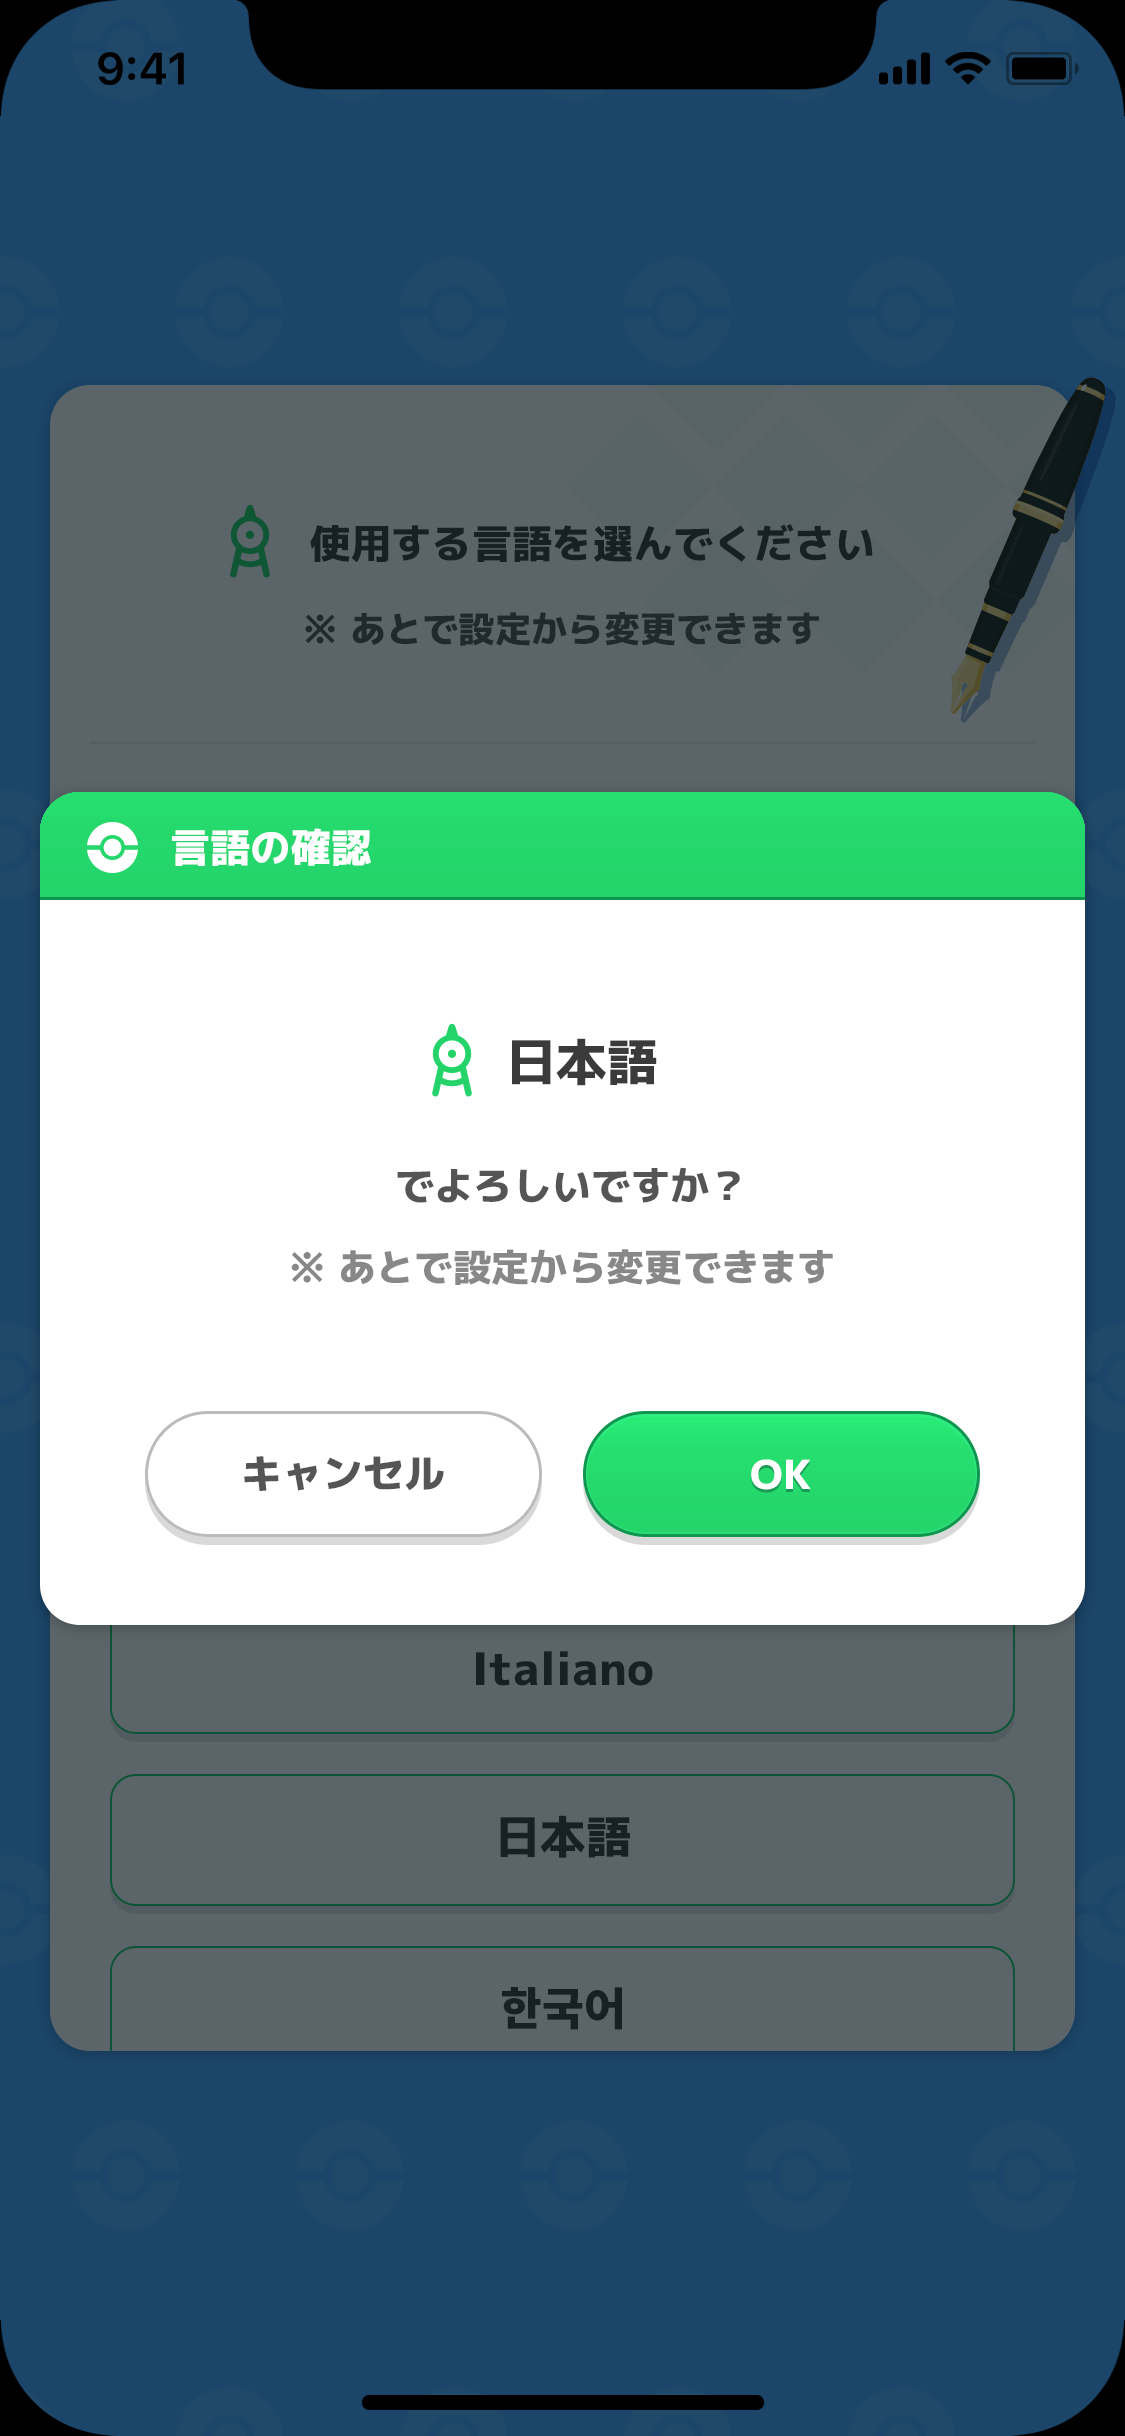 9:41
使用する言語を選んでください
※ あとで設定から変更できます
言語の確認
日本語
でよろしいですか？
※ あとで設定から変更できます
キャンセル
OK
Italiano
日本語
한국어